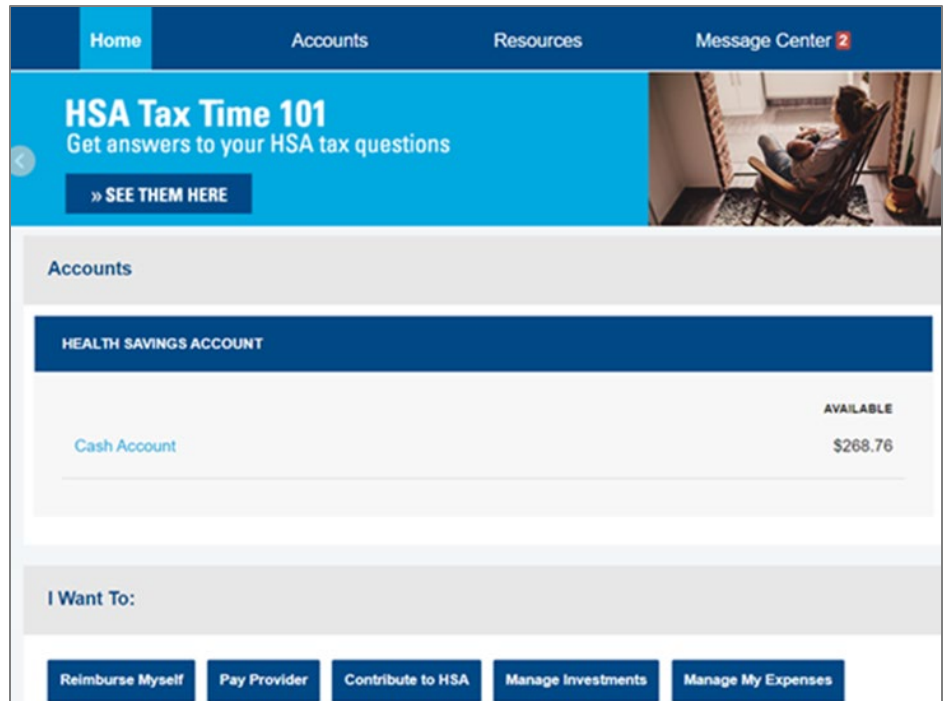 Home Accounts Resources Message Center 2
HSA Tax Time 101
Get answers to your HSA tax questions
» SEE THEM HERE
Accounts
HEALTH SAVINGS ACCOUNT
AVAILABLE
Cash Account $268.76
I Want To:
Reimburse Myself Pay Provider Contribute to HSA Manage Investments Manage My Expenses